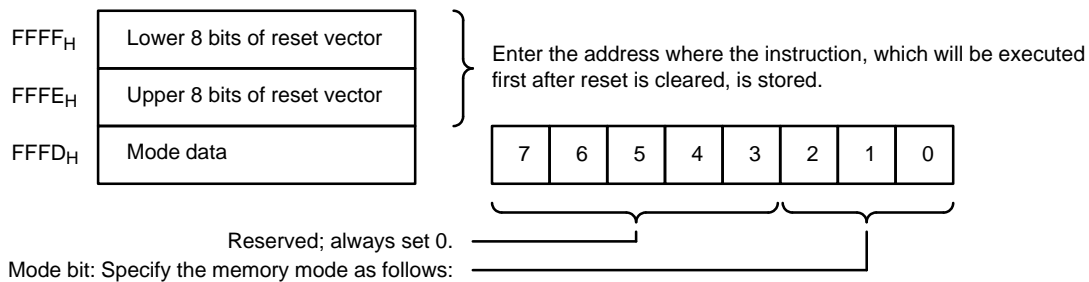 FFFFH Lower 8 bits of reset vector
Enter the address where the instruction, which will be executed
first after reset is cleared, is stored.
FFFEH Upper 8 bits of reset vector
FFFDH Mode data
7 6 5 4 3 2 1 0
Reserved; always set 0.
Mode bit: Specify the memory mode as follows: